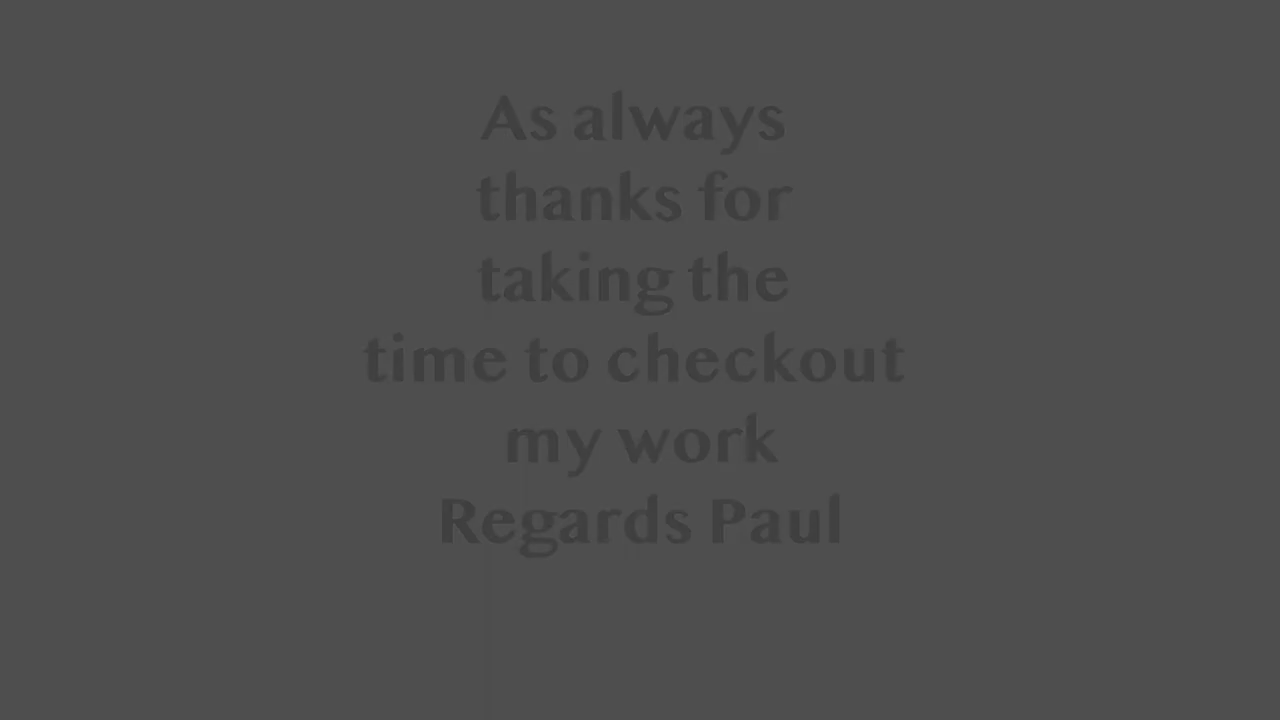 As always
thanks for
taking the
time to checkout
my work
Regards Paul